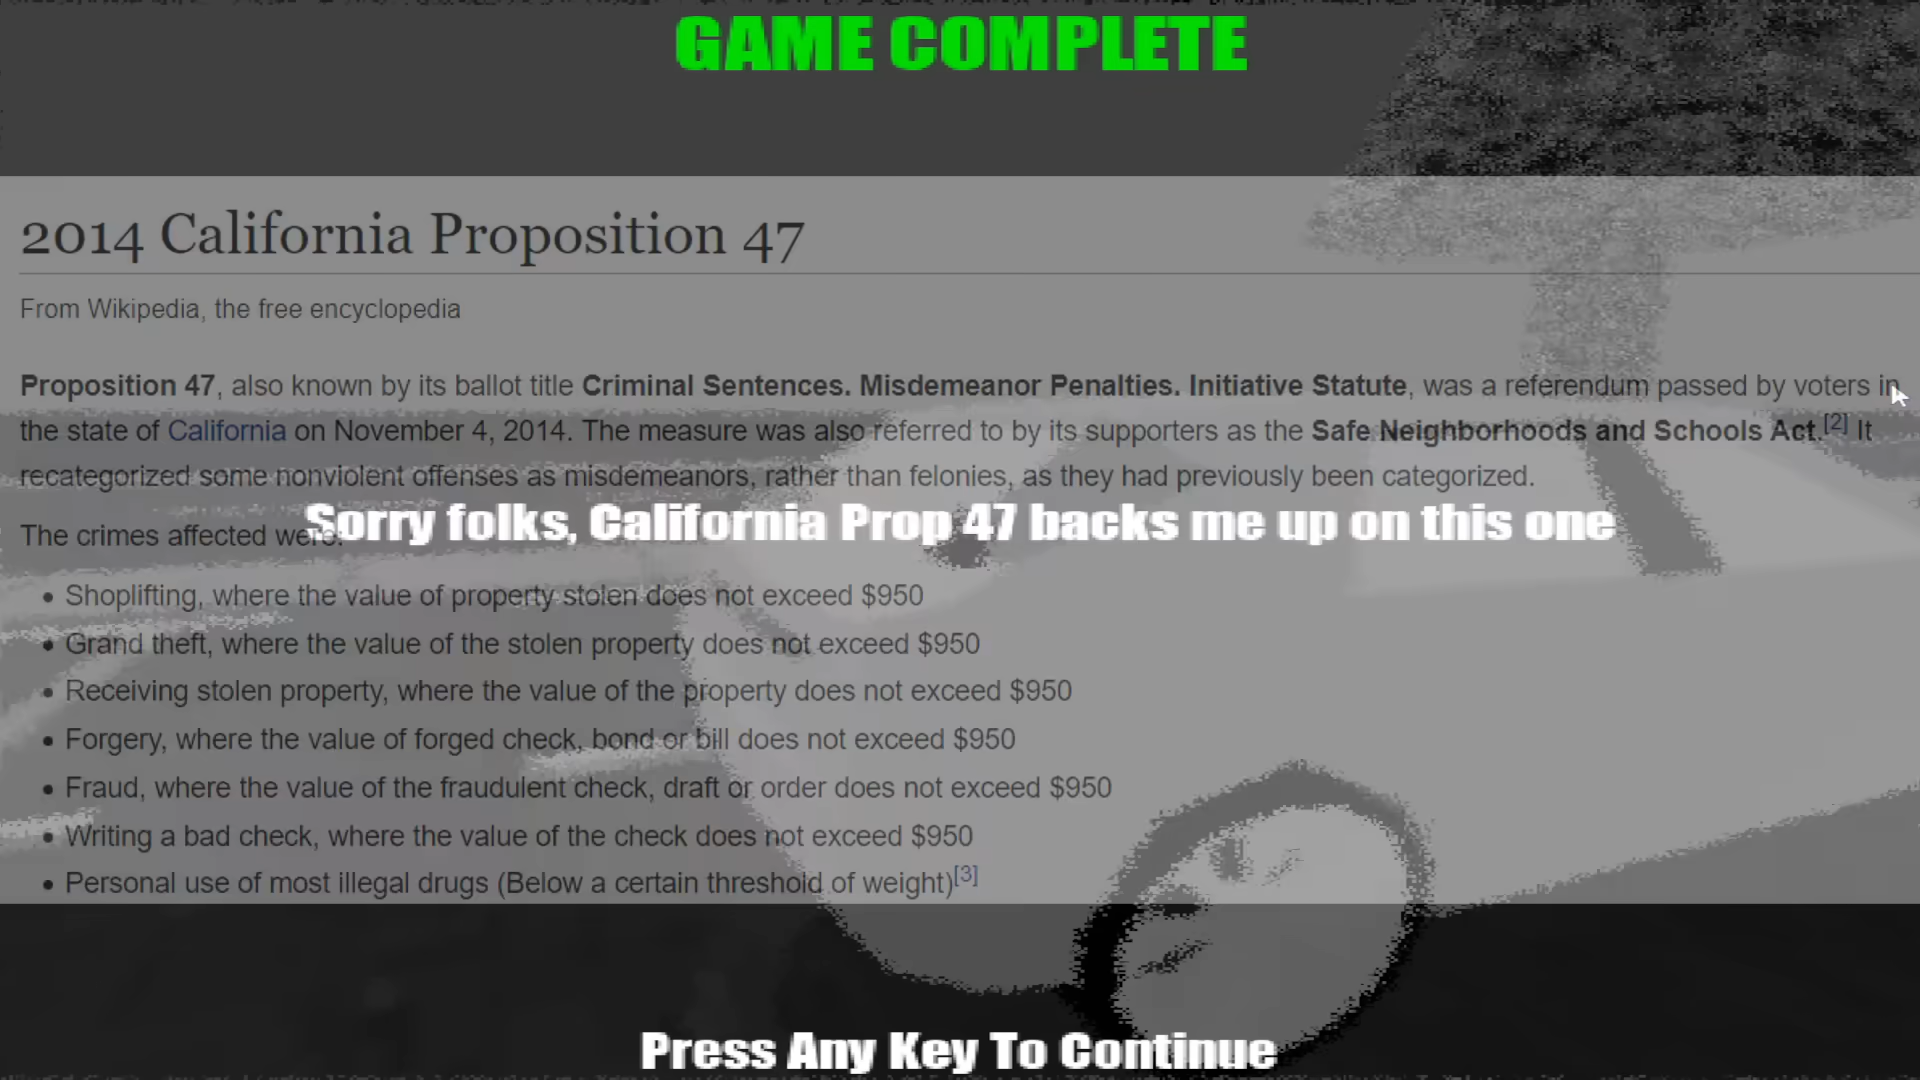 GAME COMPLETE
2014 California Proposition 47
From Wikipedia, the free encyclopedia
Proposition 47, also known by its ballot title Criminal Sentences. Misdemeanor Penalties. Initiative Statute, was a referendum passed by voters in
the state of California on November 4, 2014. The measure was also referred to by its supporters as the Safe Neighborhoods and Schools Act.[2] It
recategorized some nonviolent offenses as misdemeanors, rather than felonies, as they had previously been categorized.
Sorry folks, California Prop 47 backs me up on this one
The crimes affected were:
• Shoplifting, where the value of property stolen does not exceed $950
• Grand theft, where the value of the stolen property does not exceed $950
• Receiving stolen property, where the value of the property does not exceed $950
• Forgery, where the value of forged check, bond or bill does not exceed $950
• Fraud, where the value of the fraudulent check, draft or order does not exceed $950
• Writing a bad check, where the value of the check does not exceed $950
• Personal use of most illegal drugs (Below a certain threshold of weight)[3]
Press Any Key To Continue